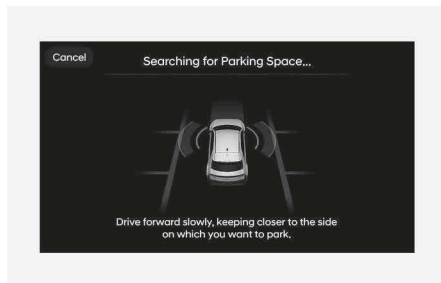 Cancel
Searching for Parking Space...
Drive forward slowly, keeping closer to the side
on which you want to park.